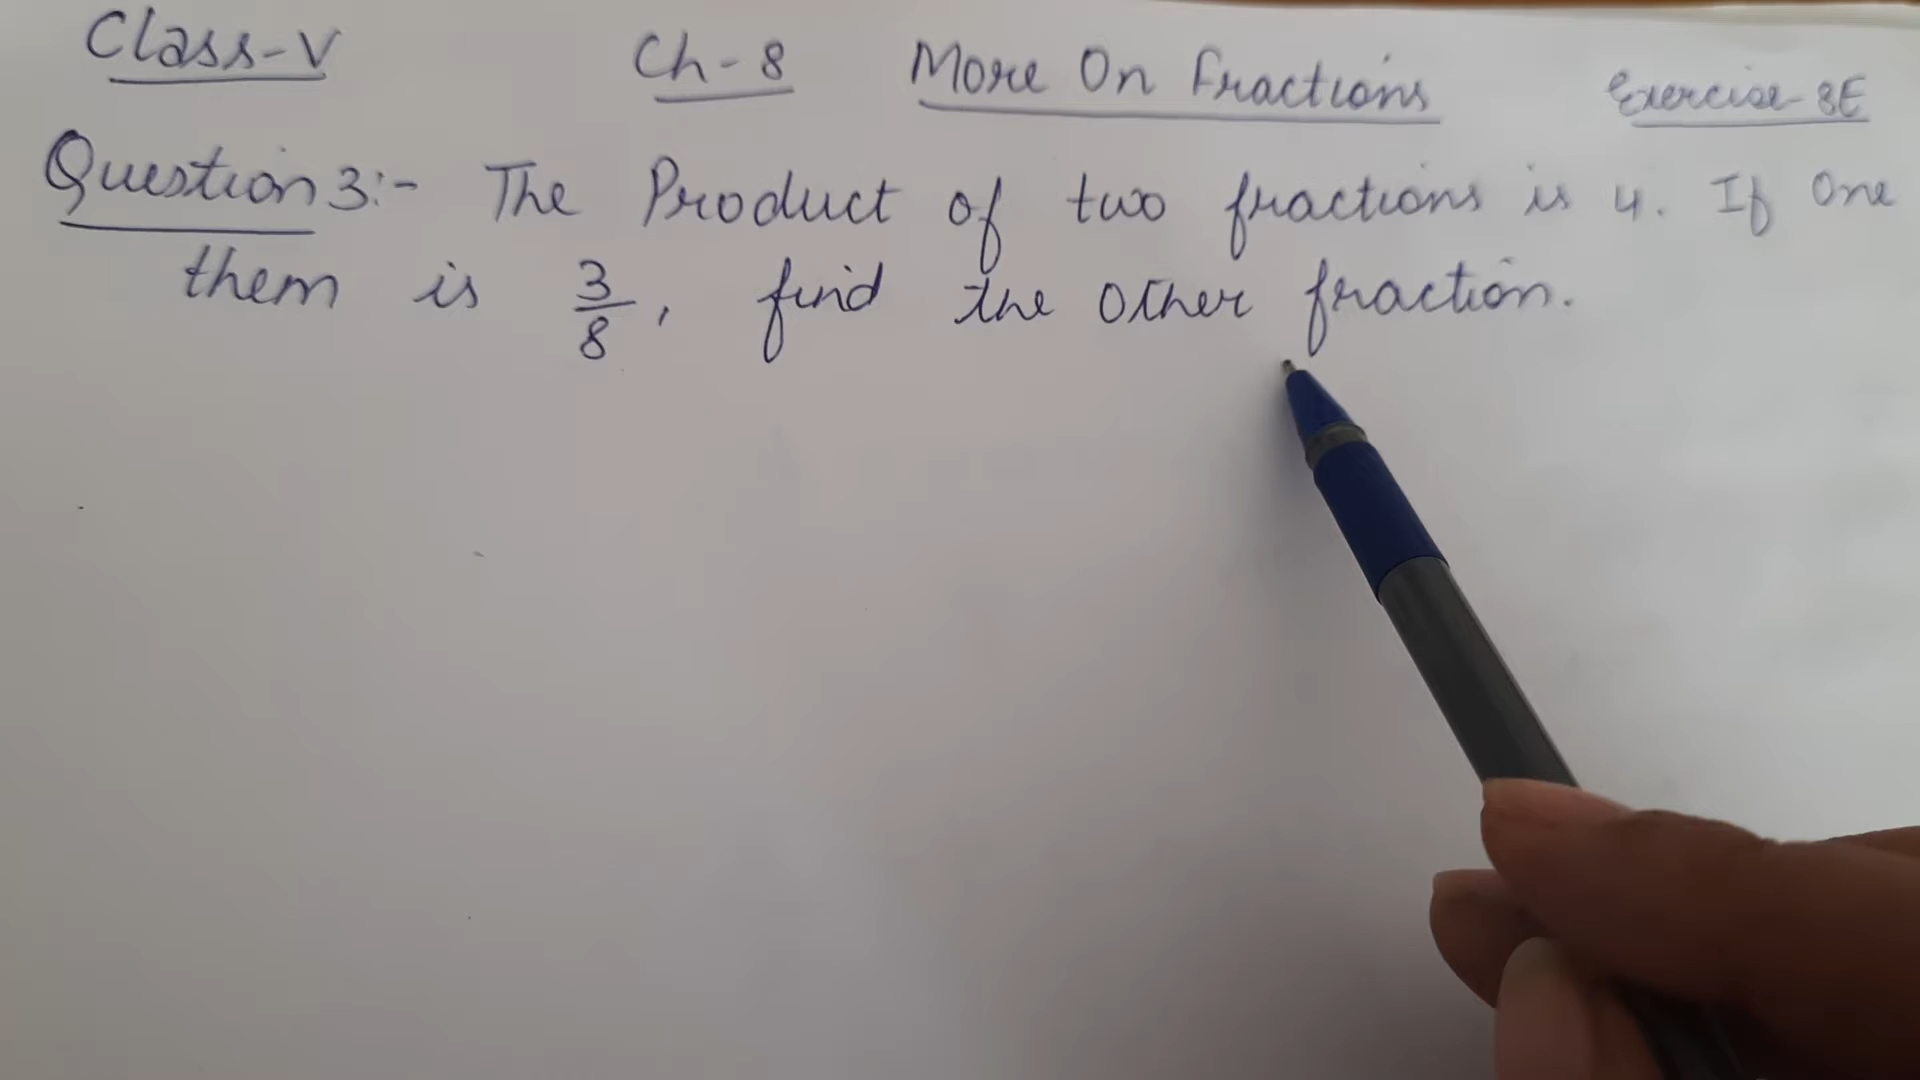 Class-V Ch-8 More On Fractions Exercise-8E
Question 3:- The Product of two fractions is 4. If One
them is 3/8, find the Other fraction.